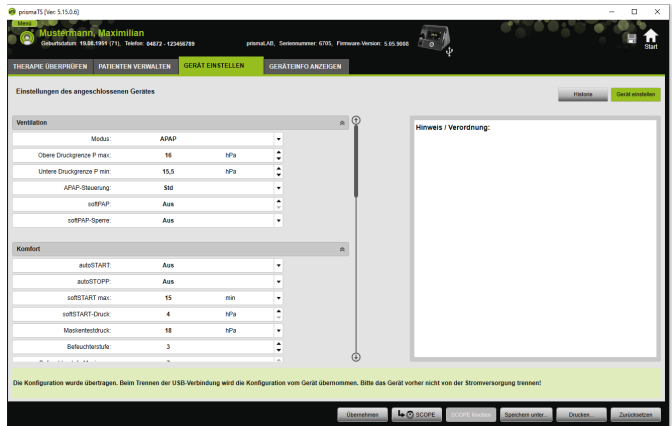 prismaTS [Ver. 5.15.0.6]
Menü
Mustermann, Maximilian
Geburtsdatum: 19.08.1951 (71), Telefon: 04872 - 123456789
prismaLAB, Seriennummer: 6705, Firmware-Version: 5.05.9066
Start
THERAPIE ÜBERPRÜFEN
PATIENTEN VERWALTEN
GERÄT EINSTELLEN
GERÄTEINFO ANZEIGEN
Einstellungen des angeschlossenen Gerätes
Historie
Gerät einstellen
Ventilation
Modus: APAP
Obere Druckgrenze P max: 16 hPa
Untere Druckgrenze P min: 15,5 hPa
APAP-Steuerung: Std
softPAP: Aus
softPAP-Sperre: Aus
Komfort
autoSTART: Aus
autoSTOPP: Aus
softSTART max: 15 min
softSTART-Druck: 4 hPa
Maskentestdruck: 18 hPa
Befeuchterstufe: 3
Hinweis / Verordnung:
Die Konfiguration wurde übertragen. Beim Trennen der USB-Verbindung wird die Konfiguration vom Gerät übernommen. Bitte das Gerät vorher nicht von der Stromversorgung trennen!
Übernehmen
SCOPE
Speichern unter...
Drucken...
Zurücksetzen